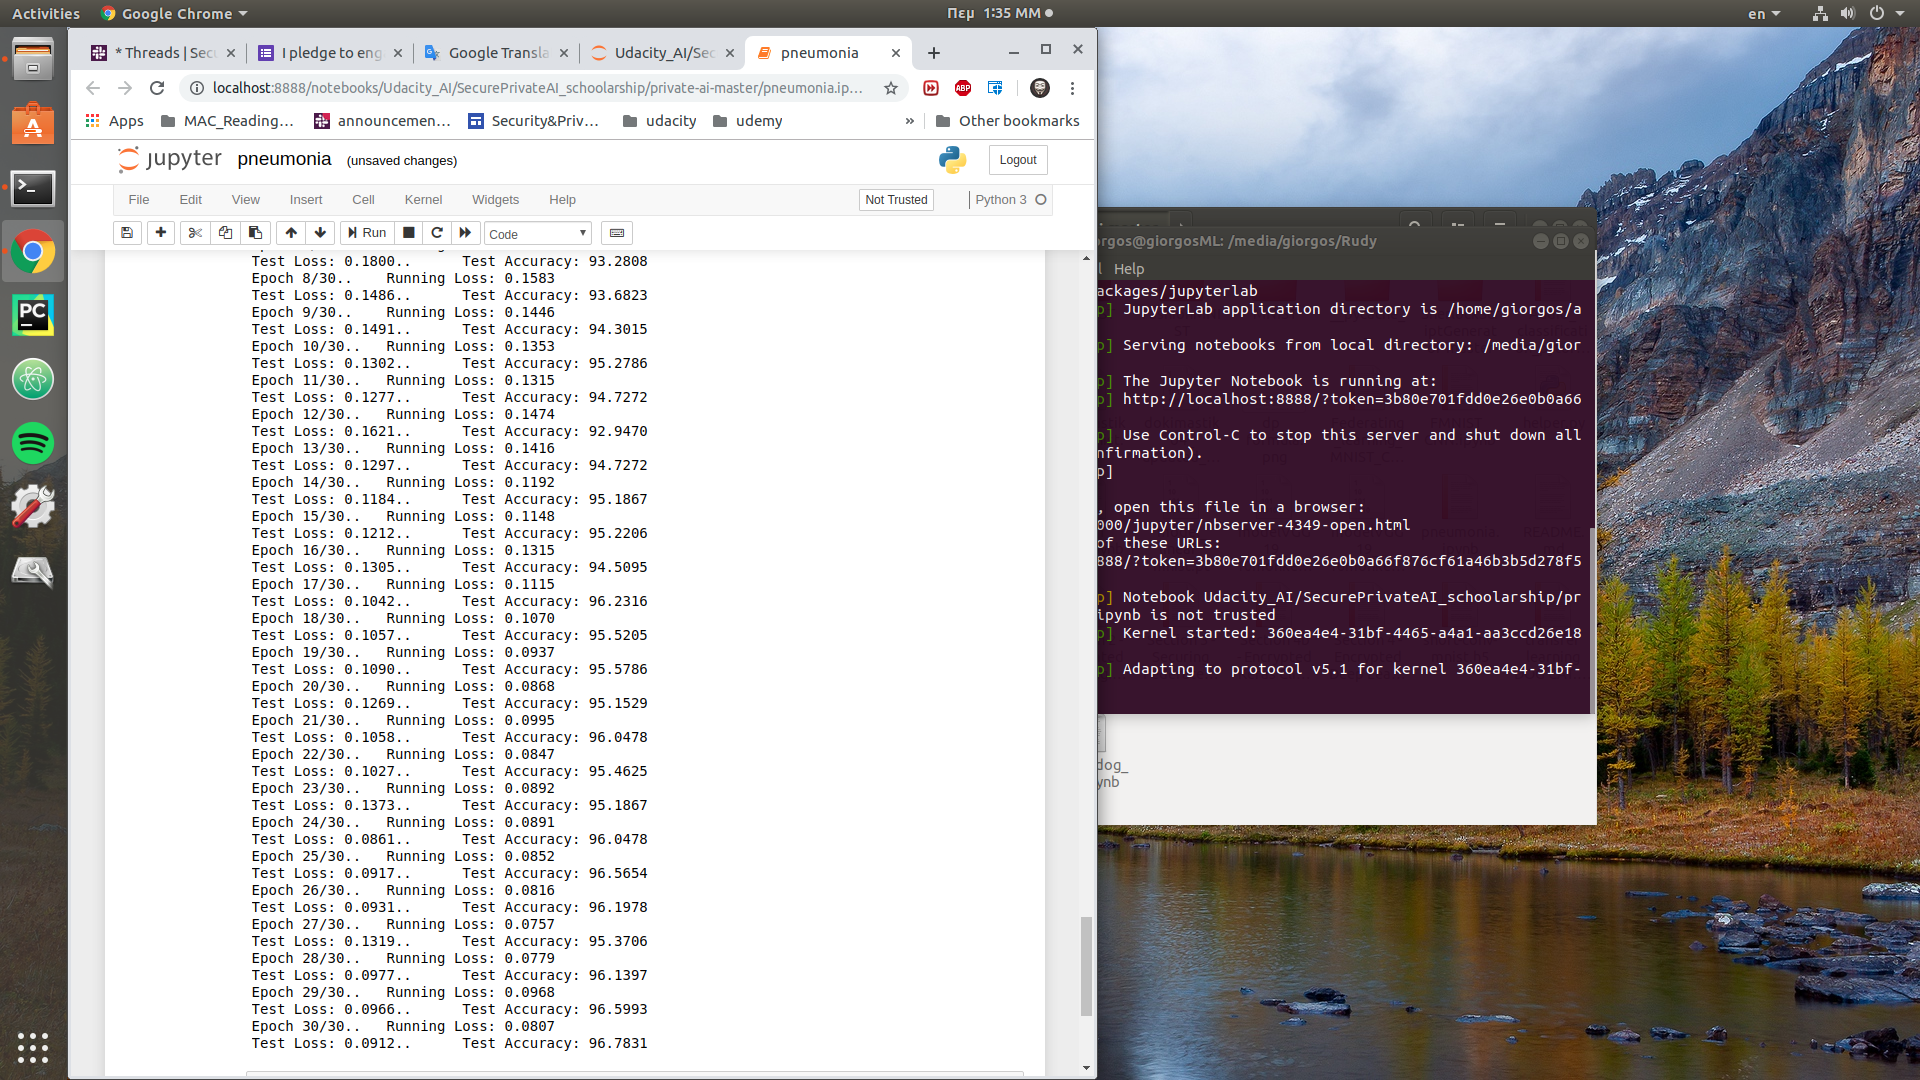 Activities
Google Chrome
Πεμ 1:35 ΜΜ
en
* Threads | Sec
I pledge to eng
Google Transla
Udacity_AI/Sec
pneumonia
localhost:8888/notebooks/Udacity_AI/SecurePrivateAI_schoolarship/private-ai-master/pneumonia.ip...
ABP
Apps
MAC_Reading...
announcemen...
Security&Priv...
udacity
udemy
»
Other bookmarks
jupyter pneumonia (unsaved changes)
Logout
File Edit View Insert Cell Kernel Widgets Help
Not Trusted
Python 3
Run
Code
Test Loss: 0.1800.. Test Accuracy: 93.2808
Epoch 8/30.. Running Loss: 0.1583
Test Loss: 0.1486.. Test Accuracy: 93.6823
Epoch 9/30.. Running Loss: 0.1446
Test Loss: 0.1491.. Test Accuracy: 94.3015
Epoch 10/30.. Running Loss: 0.1353
Test Loss: 0.1302.. Test Accuracy: 95.2786
Epoch 11/30.. Running Loss: 0.1315
Test Loss: 0.1277.. Test Accuracy: 94.7272
Epoch 12/30.. Running Loss: 0.1474
Test Loss: 0.1621.. Test Accuracy: 92.9470
Epoch 13/30.. Running Loss: 0.1416
Test Loss: 0.1297.. Test Accuracy: 94.7272
Epoch 14/30.. Running Loss: 0.1192
Test Loss: 0.1184.. Test Accuracy: 95.1867
Epoch 15/30.. Running Loss: 0.1148
Test Loss: 0.1212.. Test Accuracy: 95.2206
Epoch 16/30.. Running Loss: 0.1315
Test Loss: 0.1305.. Test Accuracy: 94.5095
Epoch 17/30.. Running Loss: 0.1115
Test Loss: 0.1042.. Test Accuracy: 96.2316
Epoch 18/30.. Running Loss: 0.1070
Test Loss: 0.1057.. Test Accuracy: 95.5205
Epoch 19/30.. Running Loss: 0.0937
Test Loss: 0.1090.. Test Accuracy: 95.5786
Epoch 20/30.. Running Loss: 0.0868
Test Loss: 0.1269.. Test Accuracy: 95.1529
Epoch 21/30.. Running Loss: 0.0995
Test Loss: 0.1058.. Test Accuracy: 96.0478
Epoch 22/30.. Running Loss: 0.0847
Test Loss: 0.1027.. Test Accuracy: 95.4625
Epoch 23/30.. Running Loss: 0.0892
Test Loss: 0.1373.. Test Accuracy: 95.1867
Epoch 24/30.. Running Loss: 0.0891
Test Loss: 0.0861.. Test Accuracy: 96.0478
Epoch 25/30.. Running Loss: 0.0852
Test Loss: 0.0917.. Test Accuracy: 96.5654
Epoch 26/30.. Running Loss: 0.0816
Test Loss: 0.0931.. Test Accuracy: 96.1978
Epoch 27/30.. Running Loss: 0.0757
Test Loss: 0.1319.. Test Accuracy: 95.3706
Epoch 28/30.. Running Loss: 0.0779
Test Loss: 0.0977.. Test Accuracy: 96.1397
Epoch 29/30.. Running Loss: 0.0968
Test Loss: 0.0966.. Test Accuracy: 96.5993
Epoch 30/30.. Running Loss: 0.0807
Test Loss: 0.0912.. Test Accuracy: 96.7831
PC
orgos@giorgosML: /media/giorgos/Rudy
l Help
ackages/jupyterlab
p] JupyterLab application directory is /home/giorgos/a
p] Serving notebooks from local directory: /media/gior
p] The Jupyter Notebook is running at:
p] http://localhost:8888/?token=3b80e701fdd0e26e0b0a66
p] Use Control-C to stop this server and shut down all
nfirmation).
p]
, open this file in a browser:
000/jupyter/nbserver-4349-open.html
of these URLs:
888/?token=3b80e701fdd0e26e0b0a66f876cf61a46b3b5d278f5
p] Notebook Udacity_AI/SecurePrivateAI_schoolarship/pr
ipynb is not trusted
p] Kernel started: 360ea4e4-31bf-4465-a4a1-aa3ccd26e18
p] Adapting to protocol v5.1 for kernel 360ea4e4-31bf-
dog_
ynb